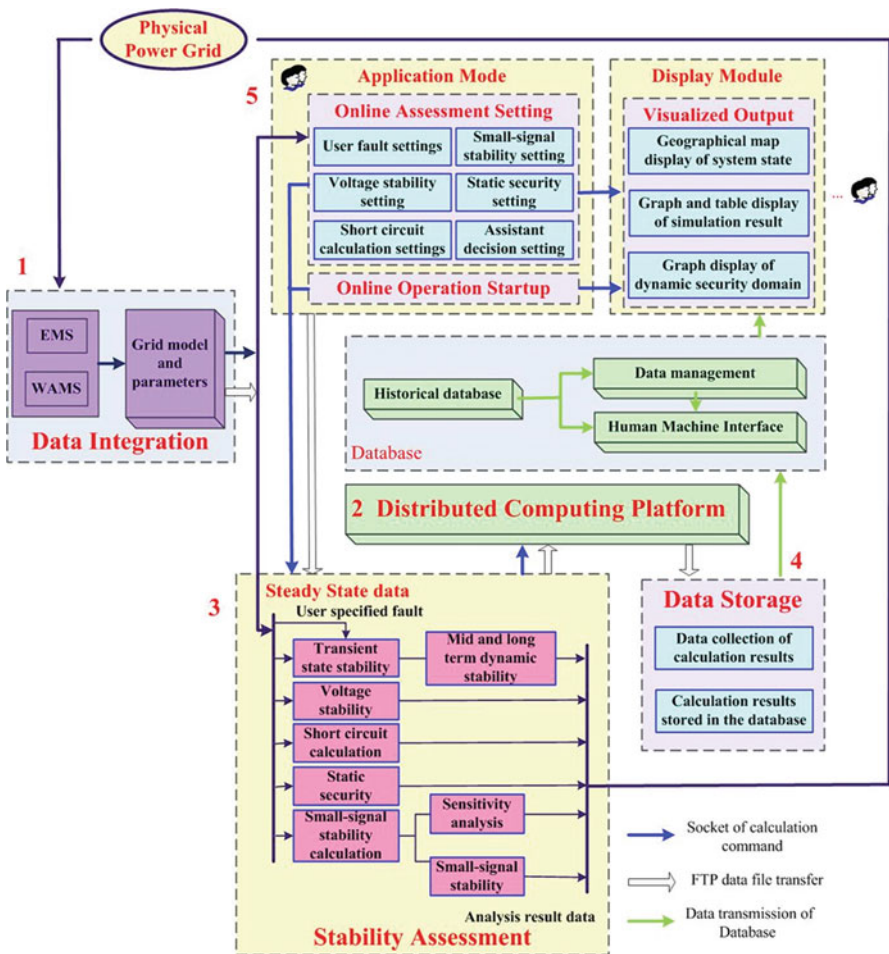 Physical
Power Grid
5
Application Mode
Online Assessment Setting
User fault settings
Small-signal
stability setting
Voltage stability
setting
Static security
setting
Short circuit
calculation settings
Assistant
decision setting
Online Operation Startup
Display Module
Visualized Output
Geographical map
display of system state
Graph and table display
of simulation result
Graph display of
dynamic security domain
...
1
EMS
WAMS
Grid model
and
parameters
Data Integration
Historical database
Data management
Human Machine Interface
Database
2 Distributed Computing Platform
3
Steady State data
User specified fault
Transient
state stability
Mid and long
term dynamic
stability
Voltage
stability
Short circuit
calculation
Static
security
Small-signal
stability
calculation
Sensitivity
analysis
Small-signal
stability
Analysis result data
Stability Assessment
4
Data Storage
Data collection of
calculation results
Calculation results
stored in the database
Socket of calculation
command
FTP data file transfer
Data transmission of
Database